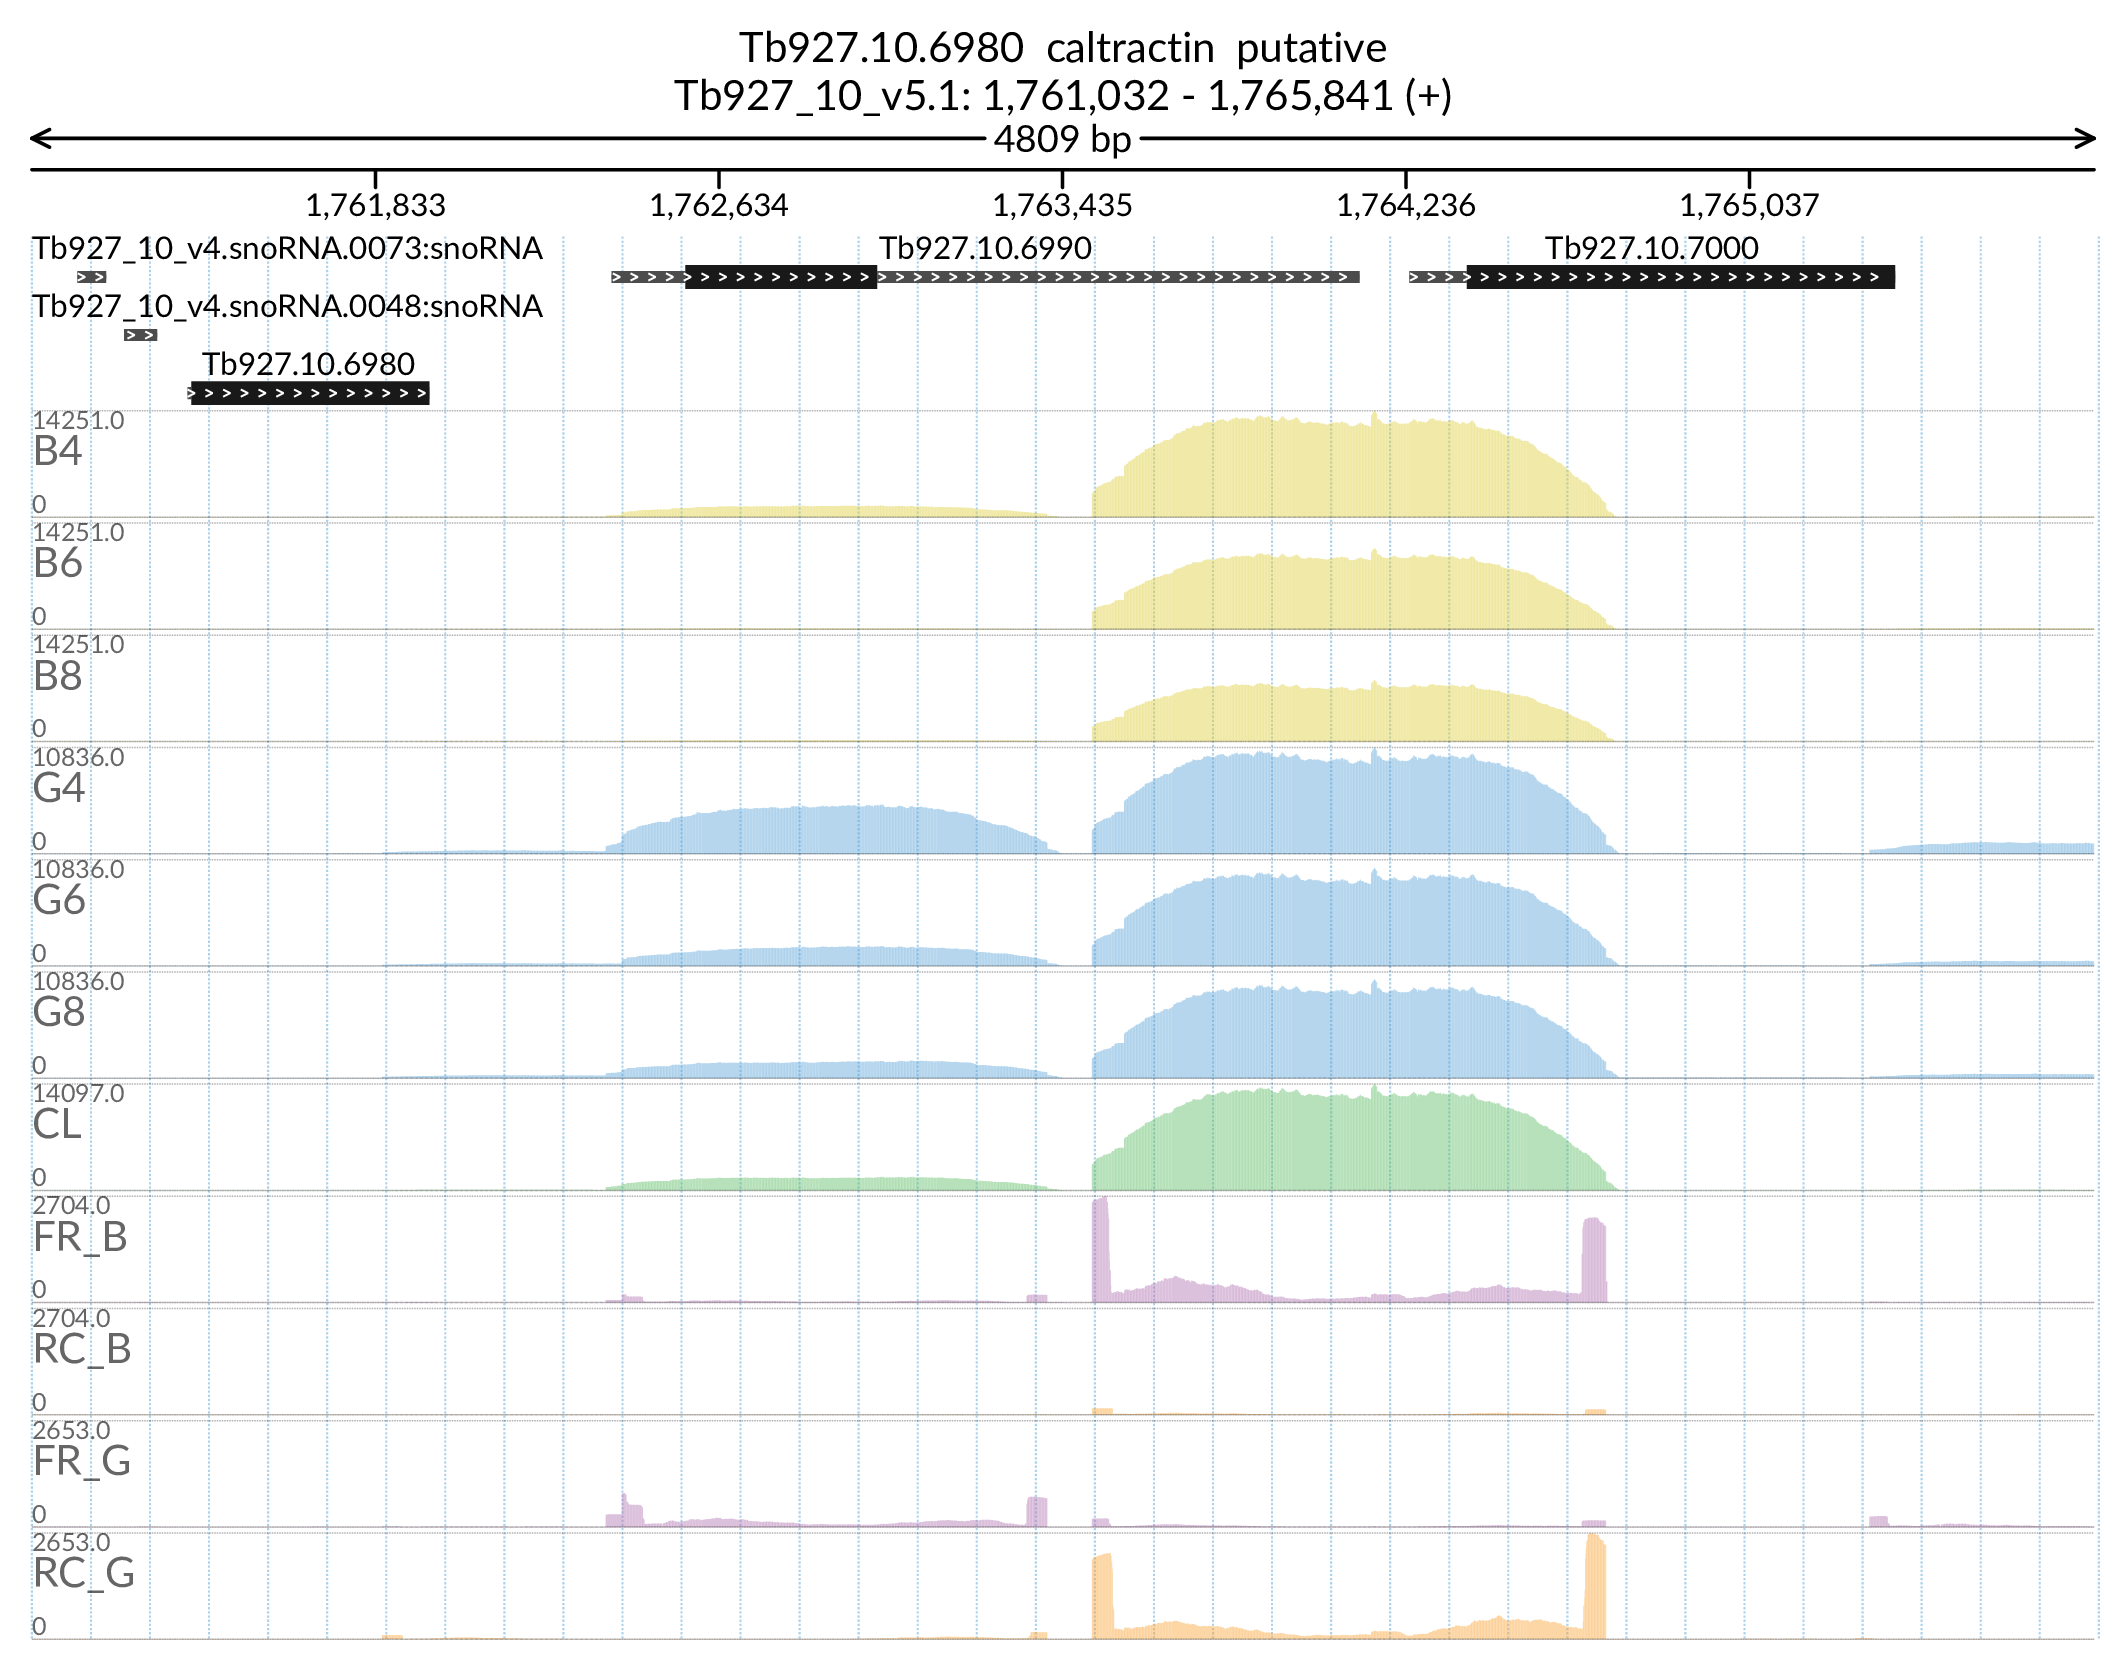 Tb927.10.6980 caltractin putative
Tb927_10_v5.1: 1,761,032 - 1,765,841 (+)
4809 bp
1,761,833 1,762,634 1,763,435 1,764,236 1,765,037
Tb927_10_v4.snoRNA.0073:snoRNA Tb927.10.6990 Tb927.10.7000
Tb927_10_v4.snoRNA.0048:snoRNA
Tb927.10.6980
14251.0
B4
0
14251.0
B6
0
14251.0
B8
0
10836.0
G4
0
10836.0
G6
0
10836.0
G8
0
14097.0
CL
0
2704.0
FR_B
0
2704.0
RC_B
0
2653.0
FR_G
0
2653.0
RC_G
0